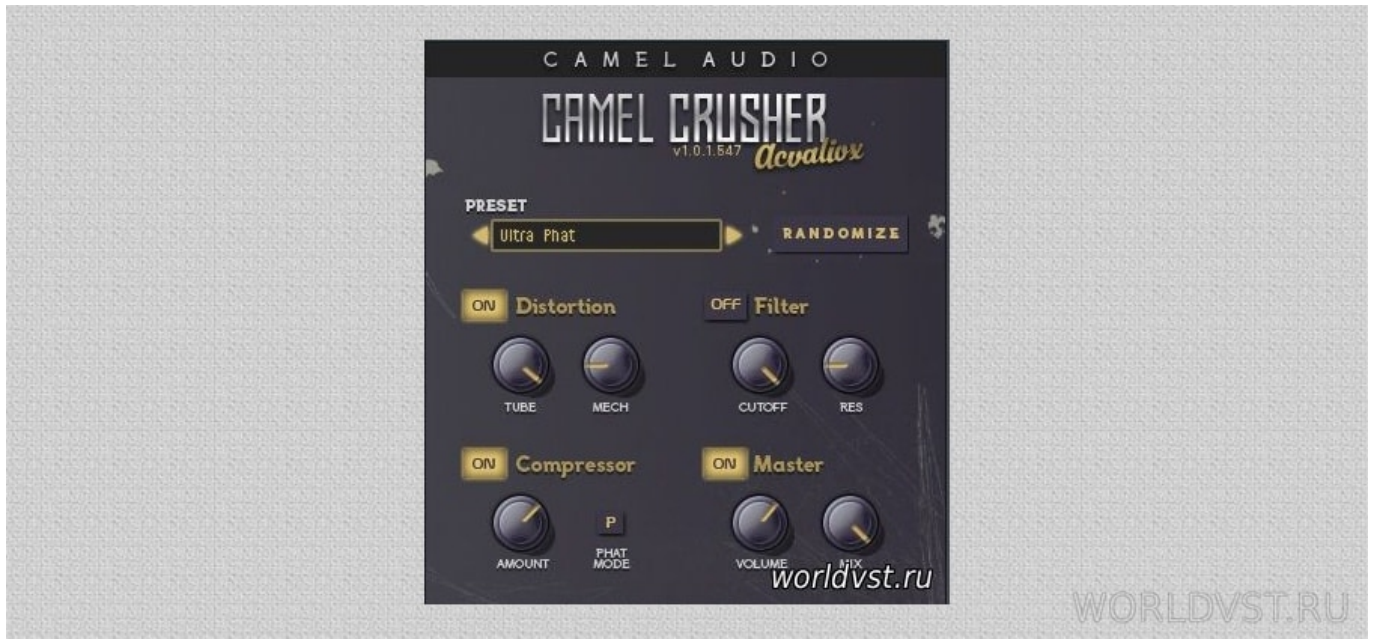 CAMEL AUDIO
CAMEL CRUSHER
v1.0.1.547 Acvaliox
PRESET
Ultra Phat RANDOMIZE
ON Distortion OFF Filter
TUBE MECH CUTOFF RES
ON Compressor ON Master
P
AMOUNT PHAT MODE VOLUME MIX
worldvst.ru
WORLDVST.RU